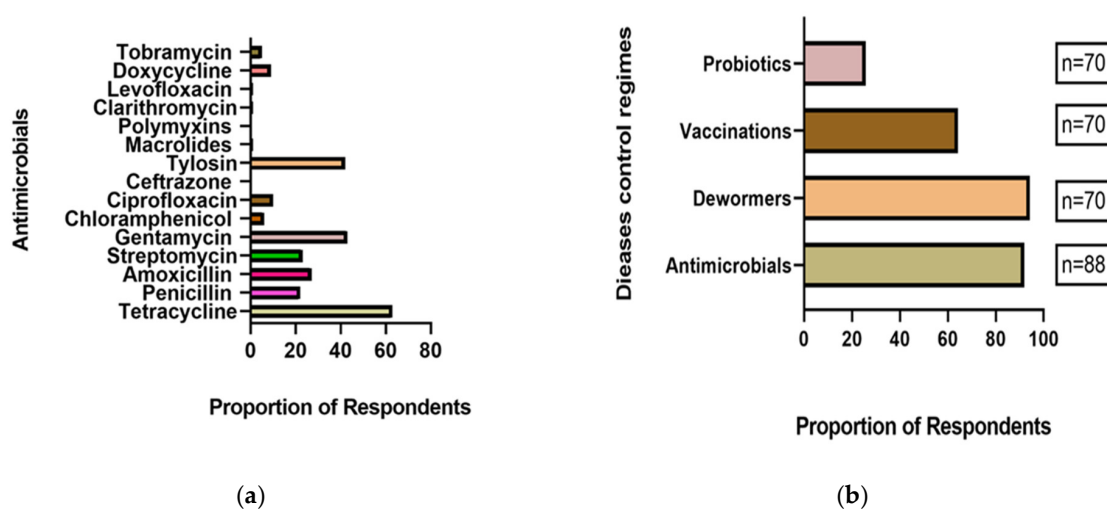 Antimicrobials
Tobramycin
Doxycycline
Levofloxacin
Clarithromycin
Polymyxins
Macrolides
Tylosin
Ceftrazone
Ciprofloxacin
Chloramphenicol
Gentamycin
Streptomycin
Amoxicillin
Penicillin
Tetracycline
0 20 40 60 80
Proportion of Respondents
(a)
Dieases control regimes
Probiotics n=70
Vaccinations n=70
Dewormers n=70
Antimicrobials n=88
0 20 40 60 80 100
Proportion of Respondents
(b)